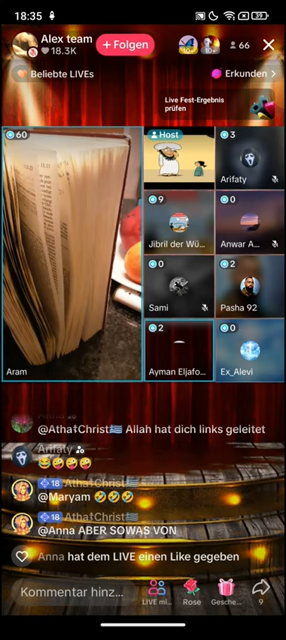 18:35
39
Alex team
18.3K
+ Folgen
66
Beliebte LIVEs
Erkunden >
Live Fest-Ergebnis
prüfen
60
Host
3
Arifaty
9
0
Jibril der Wü...
Anwar A...
0
2
Sami
Pasha 92
2
0
Aram
Ayman Eljafo...
Ex_Alevi
@Atha†Christ🇬🇷 Allah hat dich links geleitet
Arifaty
😂🤪🤪🤪
18 Atha†Christ
@Maryam 🤣🤣🤣
18 Atha†Christ
@Anna ABER SOWAS VON
Anna hat dem LIVE einen Like gegeben
Kommentar hinz...
LIVE mi...
Rose
Gesche...
9